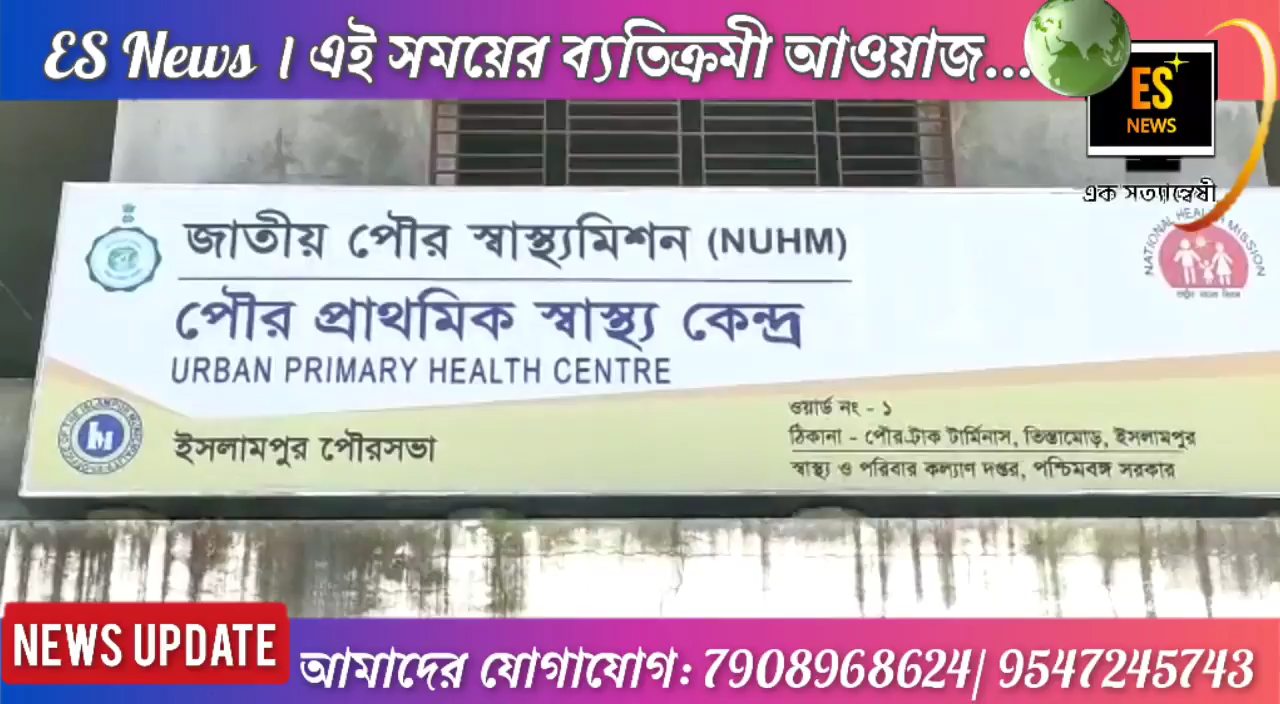 ES News । এই সময়ের ব্যতিক্রমী আওয়াজ...
ES
NEWS
এক সত্যান্বেষী
জাতীয় পৌর স্বাস্থ্যমিশন (NUHM)
NATIONAL HEALTH MISSION
পৌর প্রাথমিক স্বাস্থ্য কেন্দ্র
URBAN PRIMARY HEALTH CENTRE
ইসলামপুর পৌরসভা
ওয়ার্ড নং - ১
ঠিকানা - পৌর ট্রাক টার্মিনাস, তিস্তামোড়, ইসলামপুর
স্বাস্থ্য ও পরিবার কল্যাণ দপ্তর, পশ্চিমবঙ্গ সরকার
NEWS UPDATE
আমাদের যোগাযোগ: 7908968624/ 9547245743